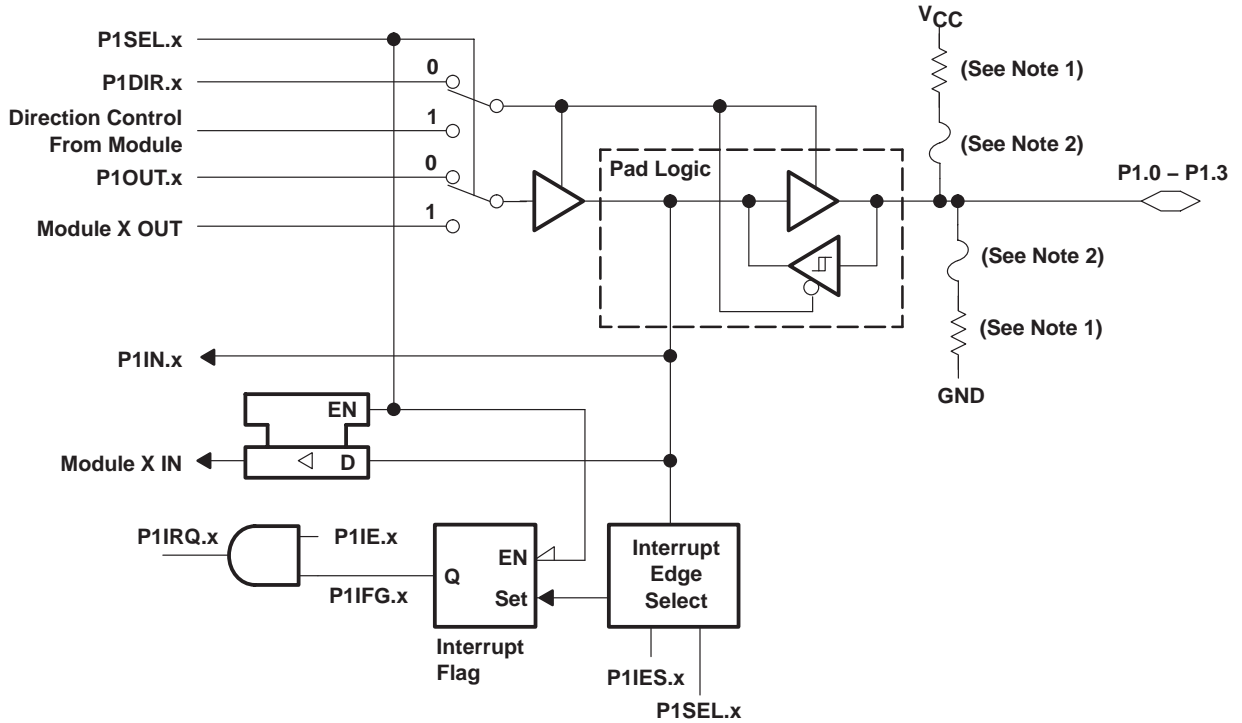 VCC
P1SEL.x
(See Note 1)
0
P1DIR.x
Direction Control
From Module
1
(See Note 2)
0
Pad Logic
P1.0 – P1.3
P1OUT.x
1
Module X OUT
(See Note 2)
(See Note 1)
P1IN.x
GND
EN
Module X IN
D
P1IRQ.x
P1IE.x
P1IFG.x
Q
EN
Set
Interrupt
Edge
Select
Interrupt
Flag
P1IES.x
P1SEL.x